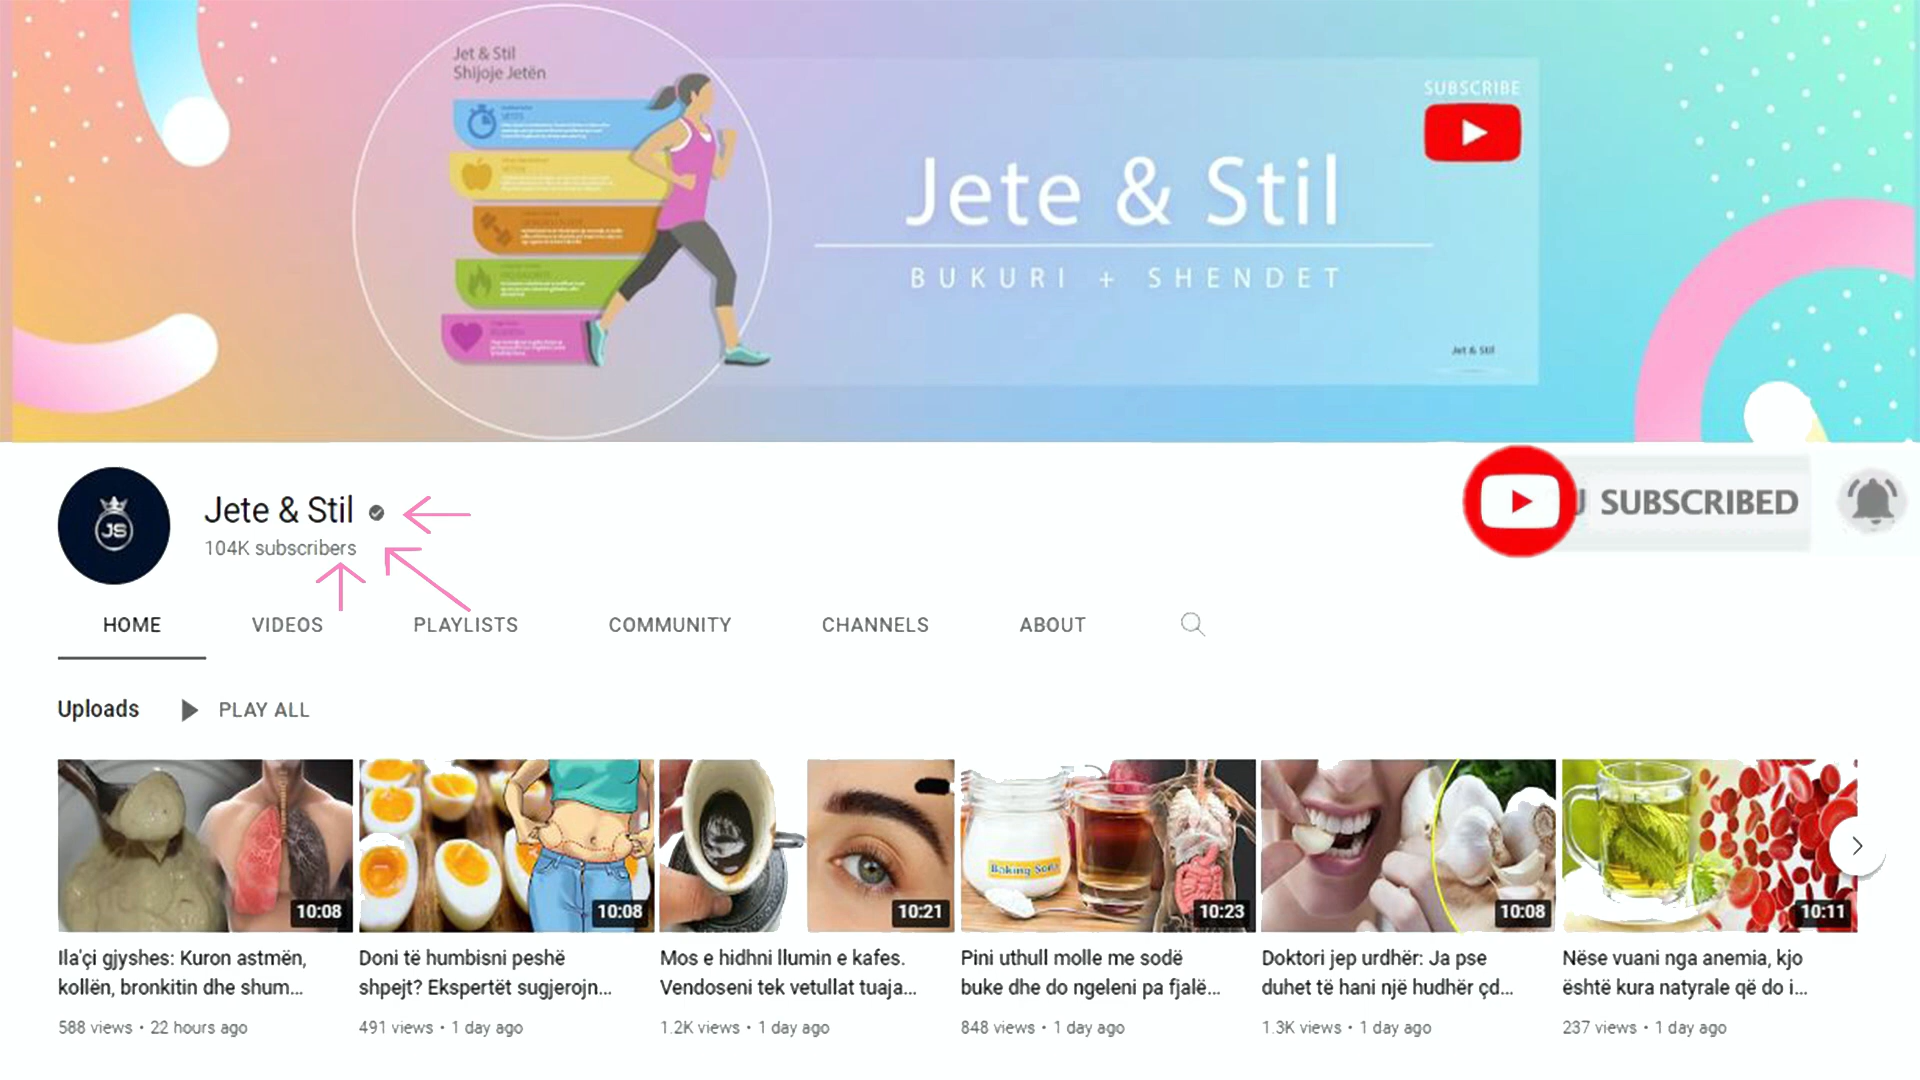 Jet & Stil
Shijoje Jetën
SUBSCRIBE
Jete & Stil
BUKURI + SHENDET
Jet & Stil
JS
Jete & Stil
104K subscribers
SUBSCRIBED
HOME VIDEOS PLAYLISTS COMMUNITY CHANNELS ABOUT
Uploads PLAY ALL
Baking Soda
10:08 10:08 10:21 10:23 10:08 10:11
Ila'çi gjyshes: Kuron astmën,
kollën, bronkitin dhe shum...
588 views • 22 hours ago
Doni të humbisni peshë
shpejt? Ekspertët sugjerojn...
491 views • 1 day ago
Mos e hidhni llumin e kafes.
Vendoseni tek vetullat tuaja...
1.2K views • 1 day ago
Pini uthull molle me sodë
buke dhe do ngeleni pa fjalë...
848 views • 1 day ago
Doktori jep urdhër: Ja pse
duhet të hani një hudhër çd...
1.3K views • 1 day ago
Nëse vuani nga anemia, kjo
është kura natyrale që do i...
237 views • 1 day ago